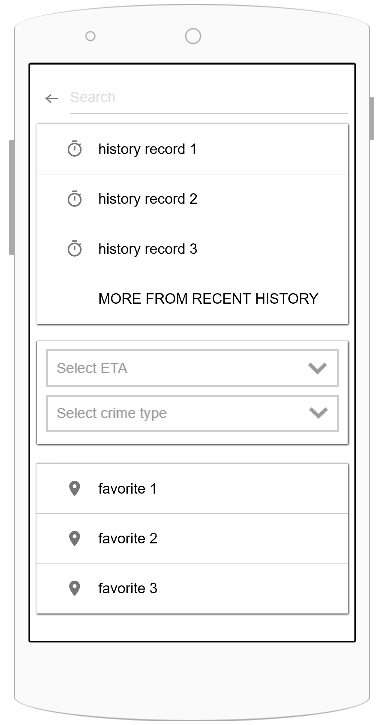 Search
history record 1
history record 2
history record 3
MORE FROM RECENT HISTORY
Select ETA
Select crime type
favorite 1
favorite 2
favorite 3